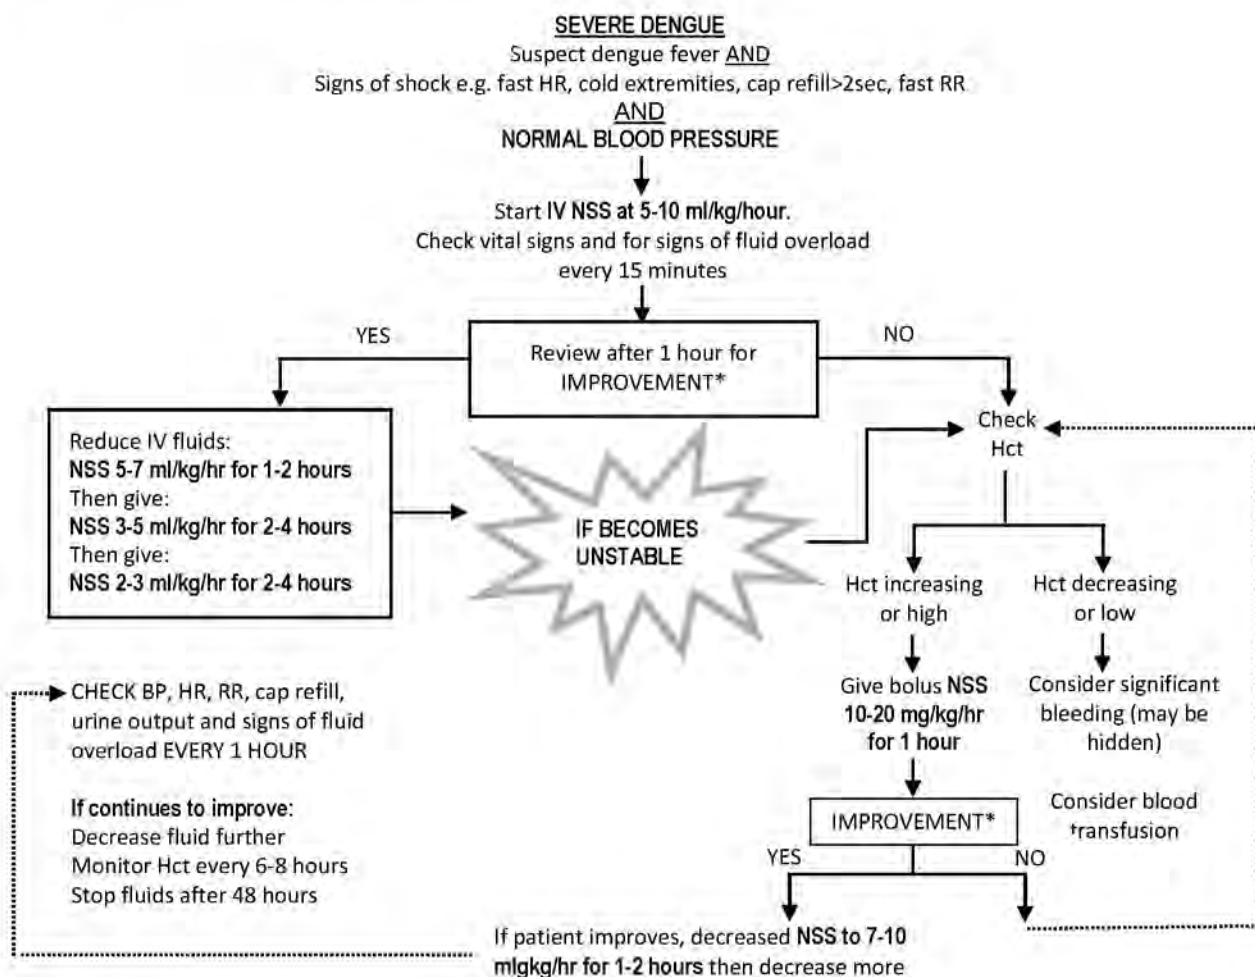 SEVERE DENGUE
Suspect dengue fever AND
Signs of shock e.g. fast HR, cold extremities, cap refill>2sec, fast RR
AND
NORMAL BLOOD PRESSURE
Start IV NSS at 5-10 ml/kg/hour.
Check vital signs and for signs of fluid overload
every 15 minutes
YES
Review after 1 hour for
IMPROVEMENT*
NO
Reduce IV fluids:
NSS 5-7 ml/kg/hr for 1-2 hours
Then give:
NSS 3-5 ml/kg/hr for 2-4 hours
Then give:
NSS 2-3 ml/kg/hr for 2-4 hours
IF BECOMES
UNSTABLE
Check
Hct
Hct increasing
or high
Hct decreasing
or low
Give bolus NSS
10-20 mg/kg/hr
for 1 hour
Consider significant
bleeding (may be
hidden)
Consider blood
transfusion
CHECK BP, HR, RR, cap refill,
urine output and signs of fluid
overload EVERY 1 HOUR
If continues to improve:
Decrease fluid further
Monitor Hct every 6-8 hours
Stop fluids after 48 hours
IMPROVEMENT*
YES
NO
If patient improves, decreased NSS to 7-10
mlgkg/hr for 1-2 hours then decrease more